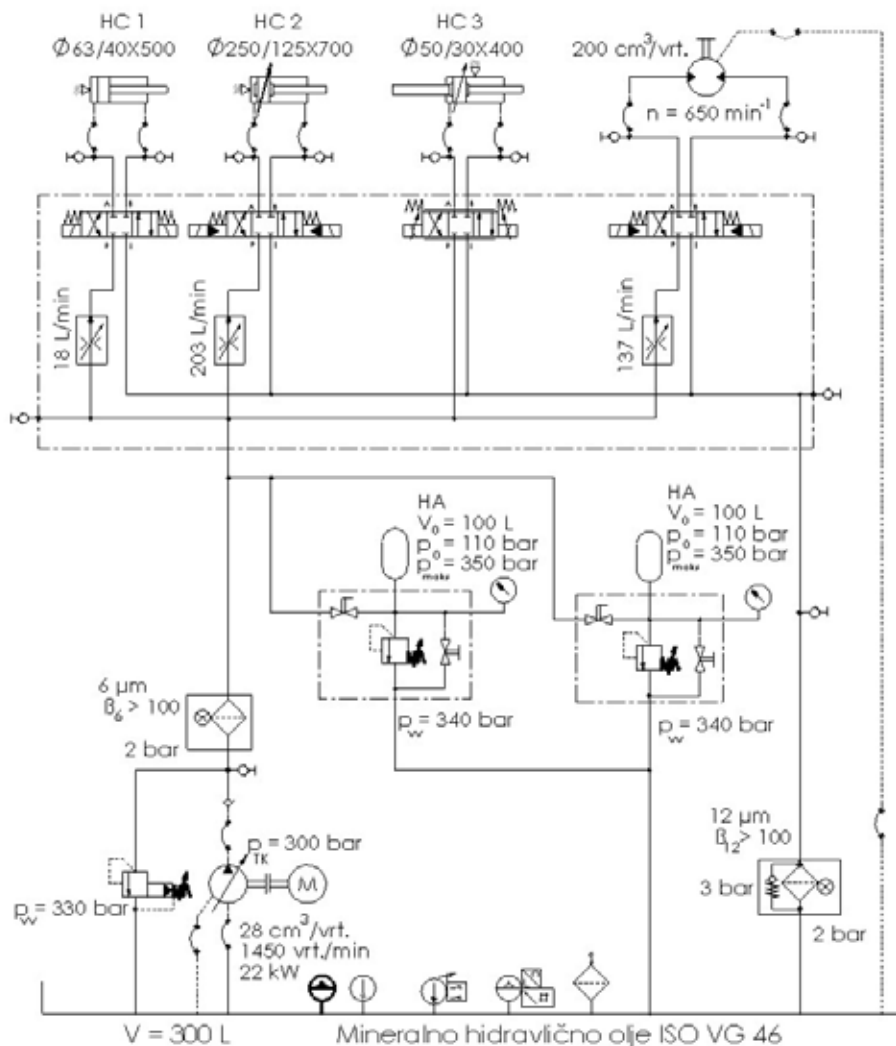 HC 1
Ø63/40X500
HC 2
Ø250/125X700
HC 3
Ø50/30X400
200 cm³/vrt.
n = 650 min⁻¹
A B
P T
A B
P T
A B
P T
A B
P T
18 L/min
203 L/min
137 L/min
HA
V₀ = 100 L
p₀ = 110 bar
pmaks = 350 bar
HA
V₀ = 100 L
p₀ = 110 bar
pmaks = 350 bar
6 µm
β₆ > 100
2 bar
pw = 340 bar
pw = 340 bar
12 µm
β₁₂ > 100
3 bar
2 bar
pTK = 300 bar
M
pw = 330 bar
28 cm³/vrt.
1450 vrt./min
22 kW
V = 300 L
Mineralno hidravlično olje ISO VG 46